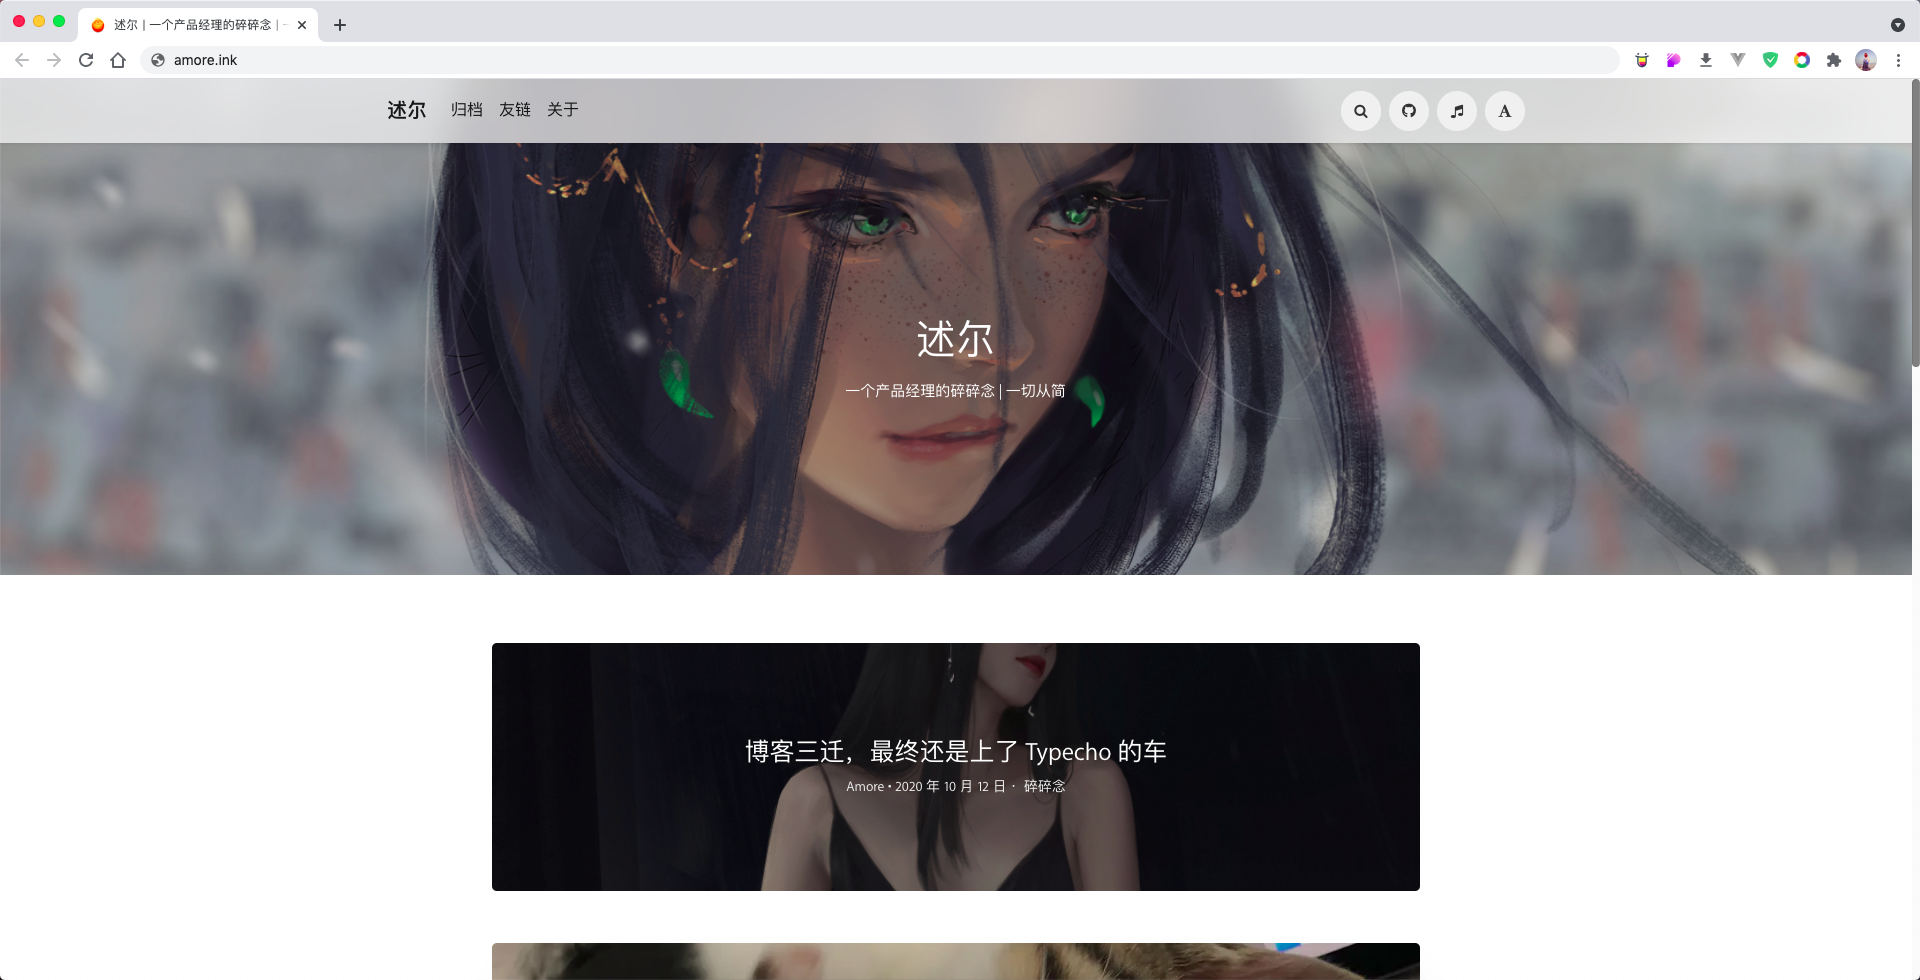 述尔 | 一个产品经理的碎碎念 |
amore.ink
述尔 归档 友链 关于
A
述尔
一个产品经理的碎碎念 | 一切从简
博客三迁，最终还是上了 Typecho 的车
Amore • 2020 年 10 月 12 日 · 碎碎念